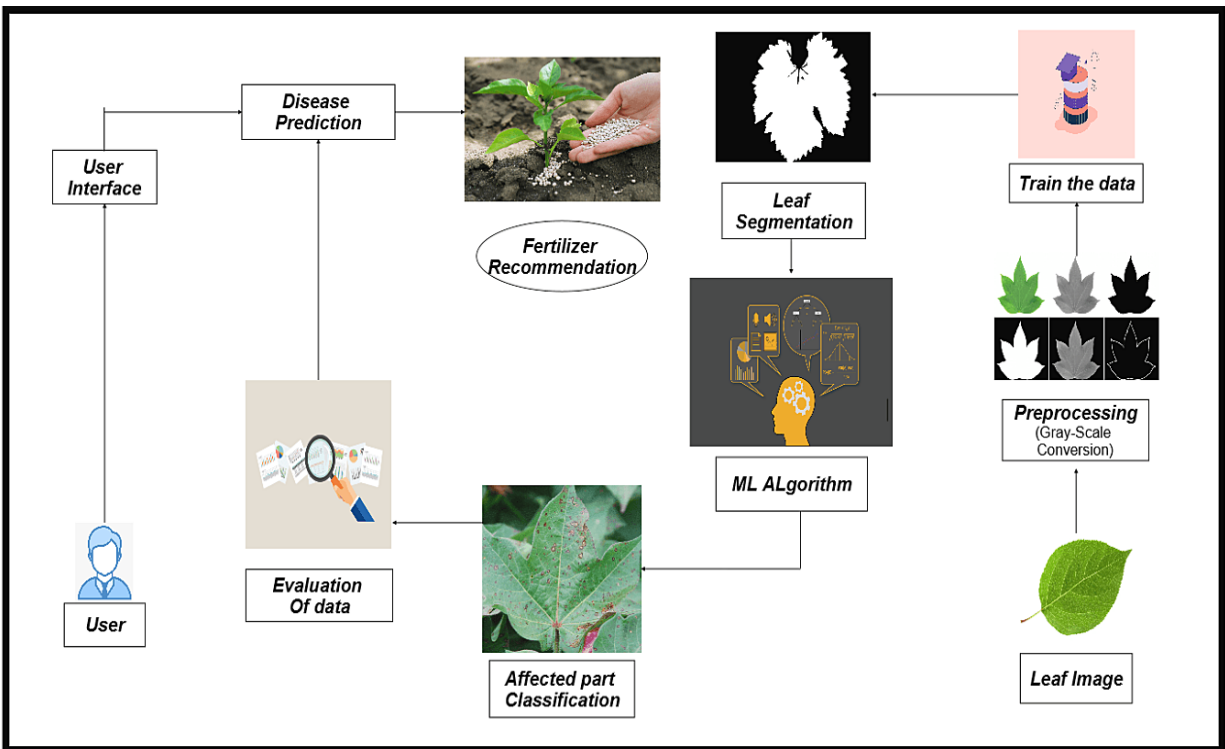 Disease
Prediction
User
Interface
Fertilizer
Recommendation
Leaf
Segmentation
Train the data
Preprocessing
(Gray-Scale
Conversion)
ML ALgorithm
Evaluation
Of data
User
Affected part
Classification
Leaf Image